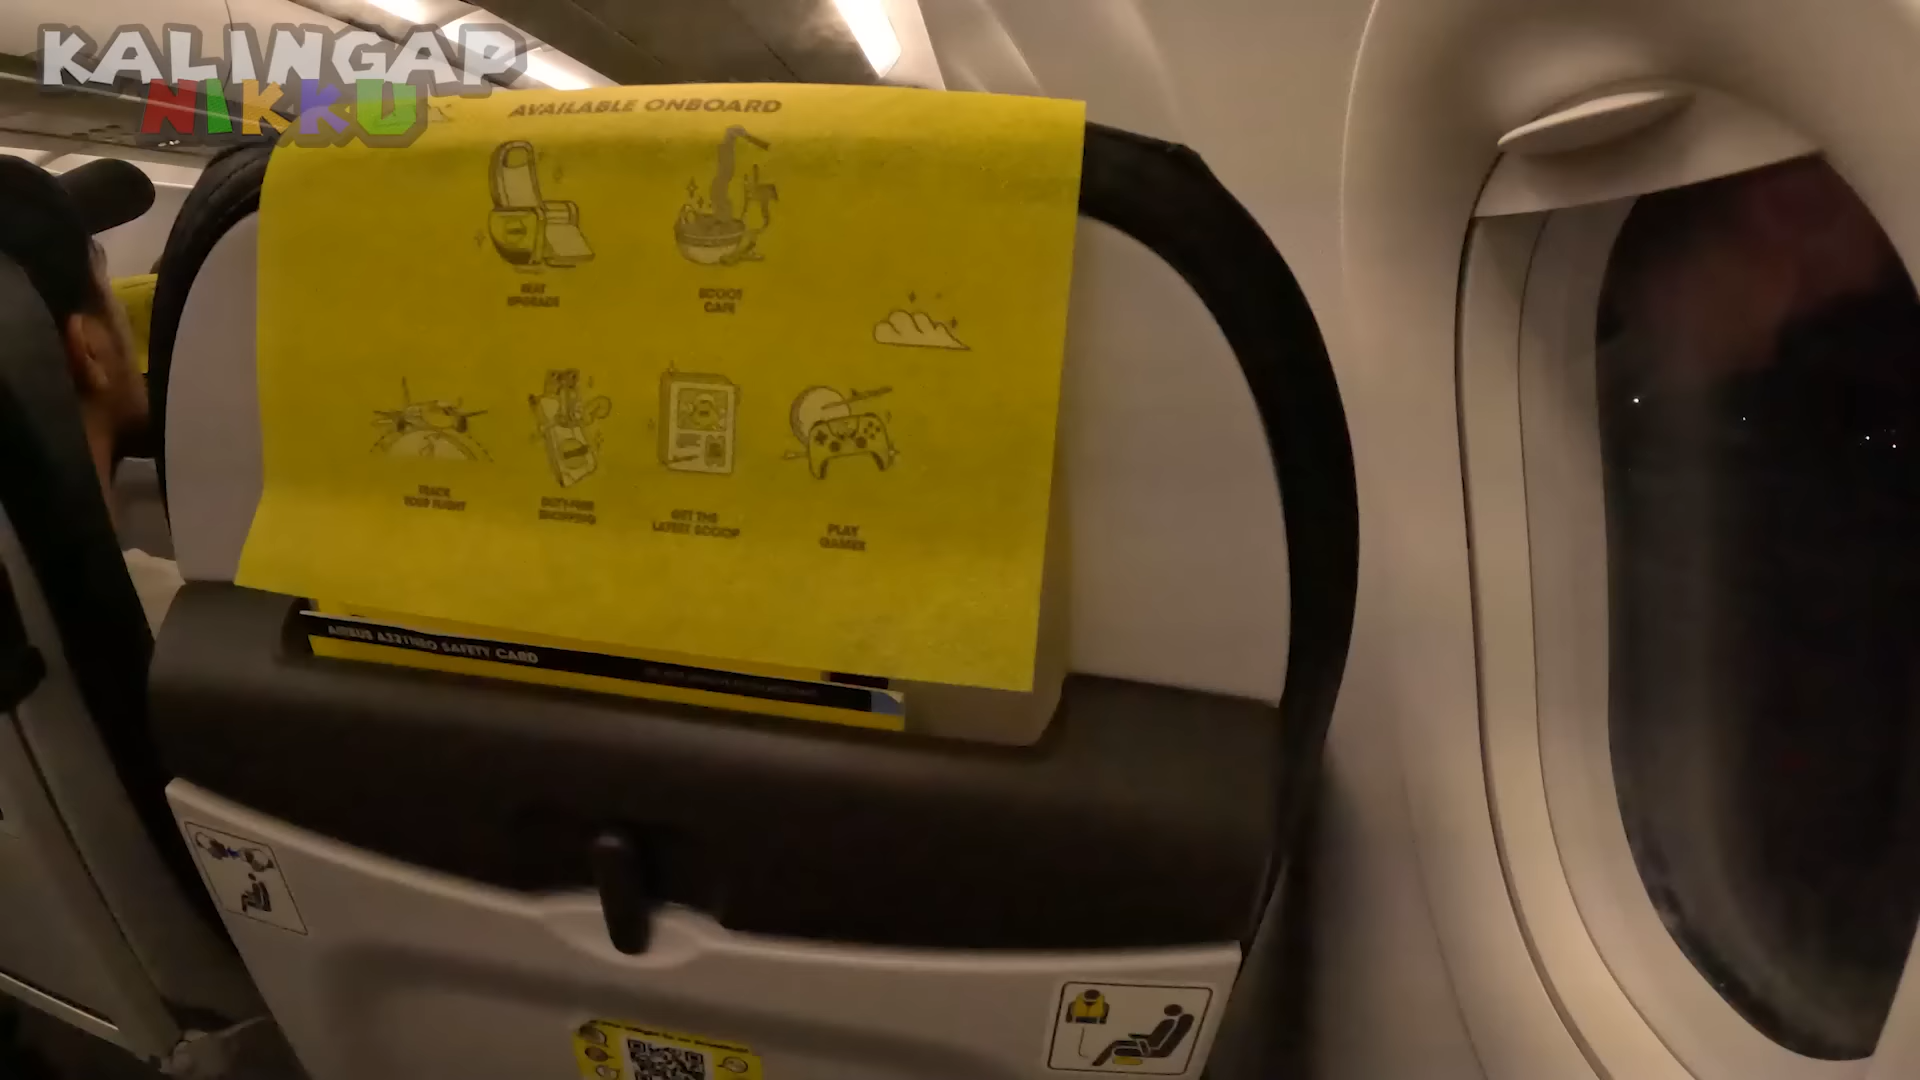 KALINGAP
NIKKU
AVAILABLE ONBOARD
SEAT
UPGRADE
SCOOT
CAFE
TRACK
YOUR FLIGHT
DUTY-FREE
SHOPPING
GET THE
LATEST SCOOP
PLAY
GAMES
AIRBUS A321NEO SAFETY CARD